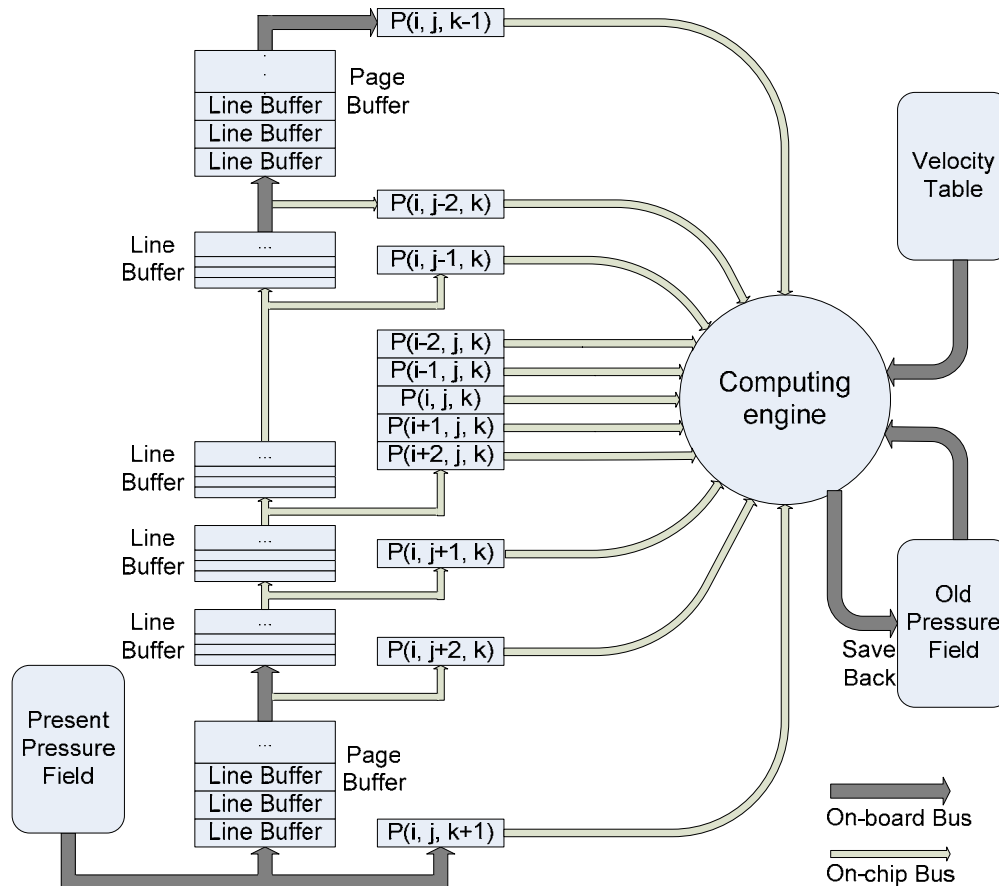 P(i, j, k-1)
.
.
Page
Buffer
Line Buffer
Line Buffer
Line Buffer
Velocity
Table
P(i, j-2, k)
Line
Buffer
...
P(i, j-1, k)
P(i-2, j, k)
P(i-1, j, k)
P(i, j, k)
P(i+1, j, k)
P(i+2, j, k)
Computing
engine
Line
Buffer
...
Line
Buffer
...
P(i, j+1, k)
Line
Buffer
...
P(i, j+2, k)
Old
Pressure
Field
Save
Back
Present
Pressure
Field
...
Page
Buffer
Line Buffer
Line Buffer
Line Buffer
P(i, j, k+1)
On-board Bus
On-chip Bus